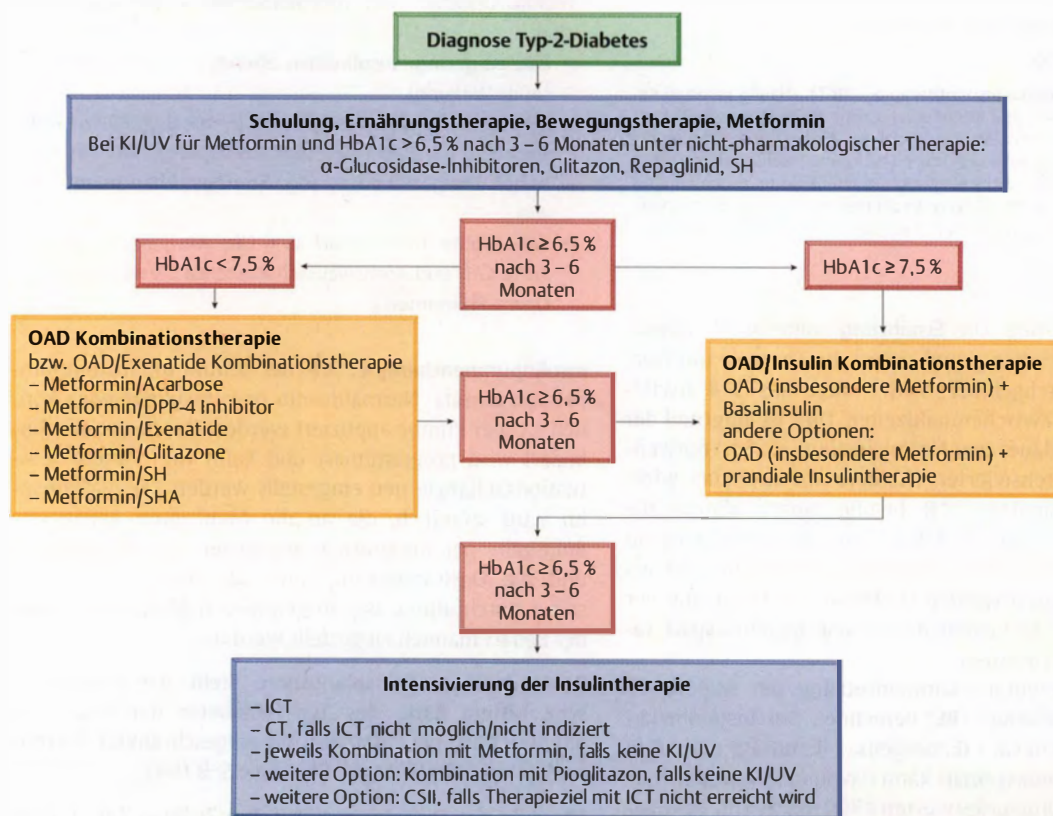 Diagnose Typ-2-Diabetes
Schulung, Ernährungstherapie, Bewegungstherapie, Metformin
Bei KI/UV für Metformin und HbA1c > 6,5 % nach 3 – 6 Monaten unter nicht-pharmakologischer Therapie:
α-Glucosidase-Inhibitoren, Glitazon, Repaglinid, SH
HbA1c < 7,5 %
HbA1c ≥ 6,5 %
nach 3 – 6
Monaten
HbA1c ≥ 7,5 %
OAD Kombinationstherapie
bzw. OAD/Exenatide Kombinationstherapie
– Metformin/Acarbose
– Metformin/DPP-4 Inhibitor
– Metformin/Exenatide
– Metformin/Glitazone
– Metformin/SH
– Metformin/SHA
HbA1c ≥ 6,5 %
nach 3 – 6
Monaten
OAD/Insulin Kombinationstherapie
OAD (insbesondere Metformin) +
Basalinsulin
andere Optionen:
OAD (insbesondere Metformin) +
prandiale Insulintherapie
HbA1c ≥ 6,5 %
nach 3 – 6
Monaten
Intensivierung der Insulintherapie
– ICT
– CT, falls ICT nicht möglich/nicht indiziert
– jeweils Kombination mit Metformin, falls keine KI/UV
– weitere Option: Kombination mit Pioglitazon, falls keine KI/UV
– weitere Option: CSII, falls Therapieziel mit ICT nicht erreicht wird